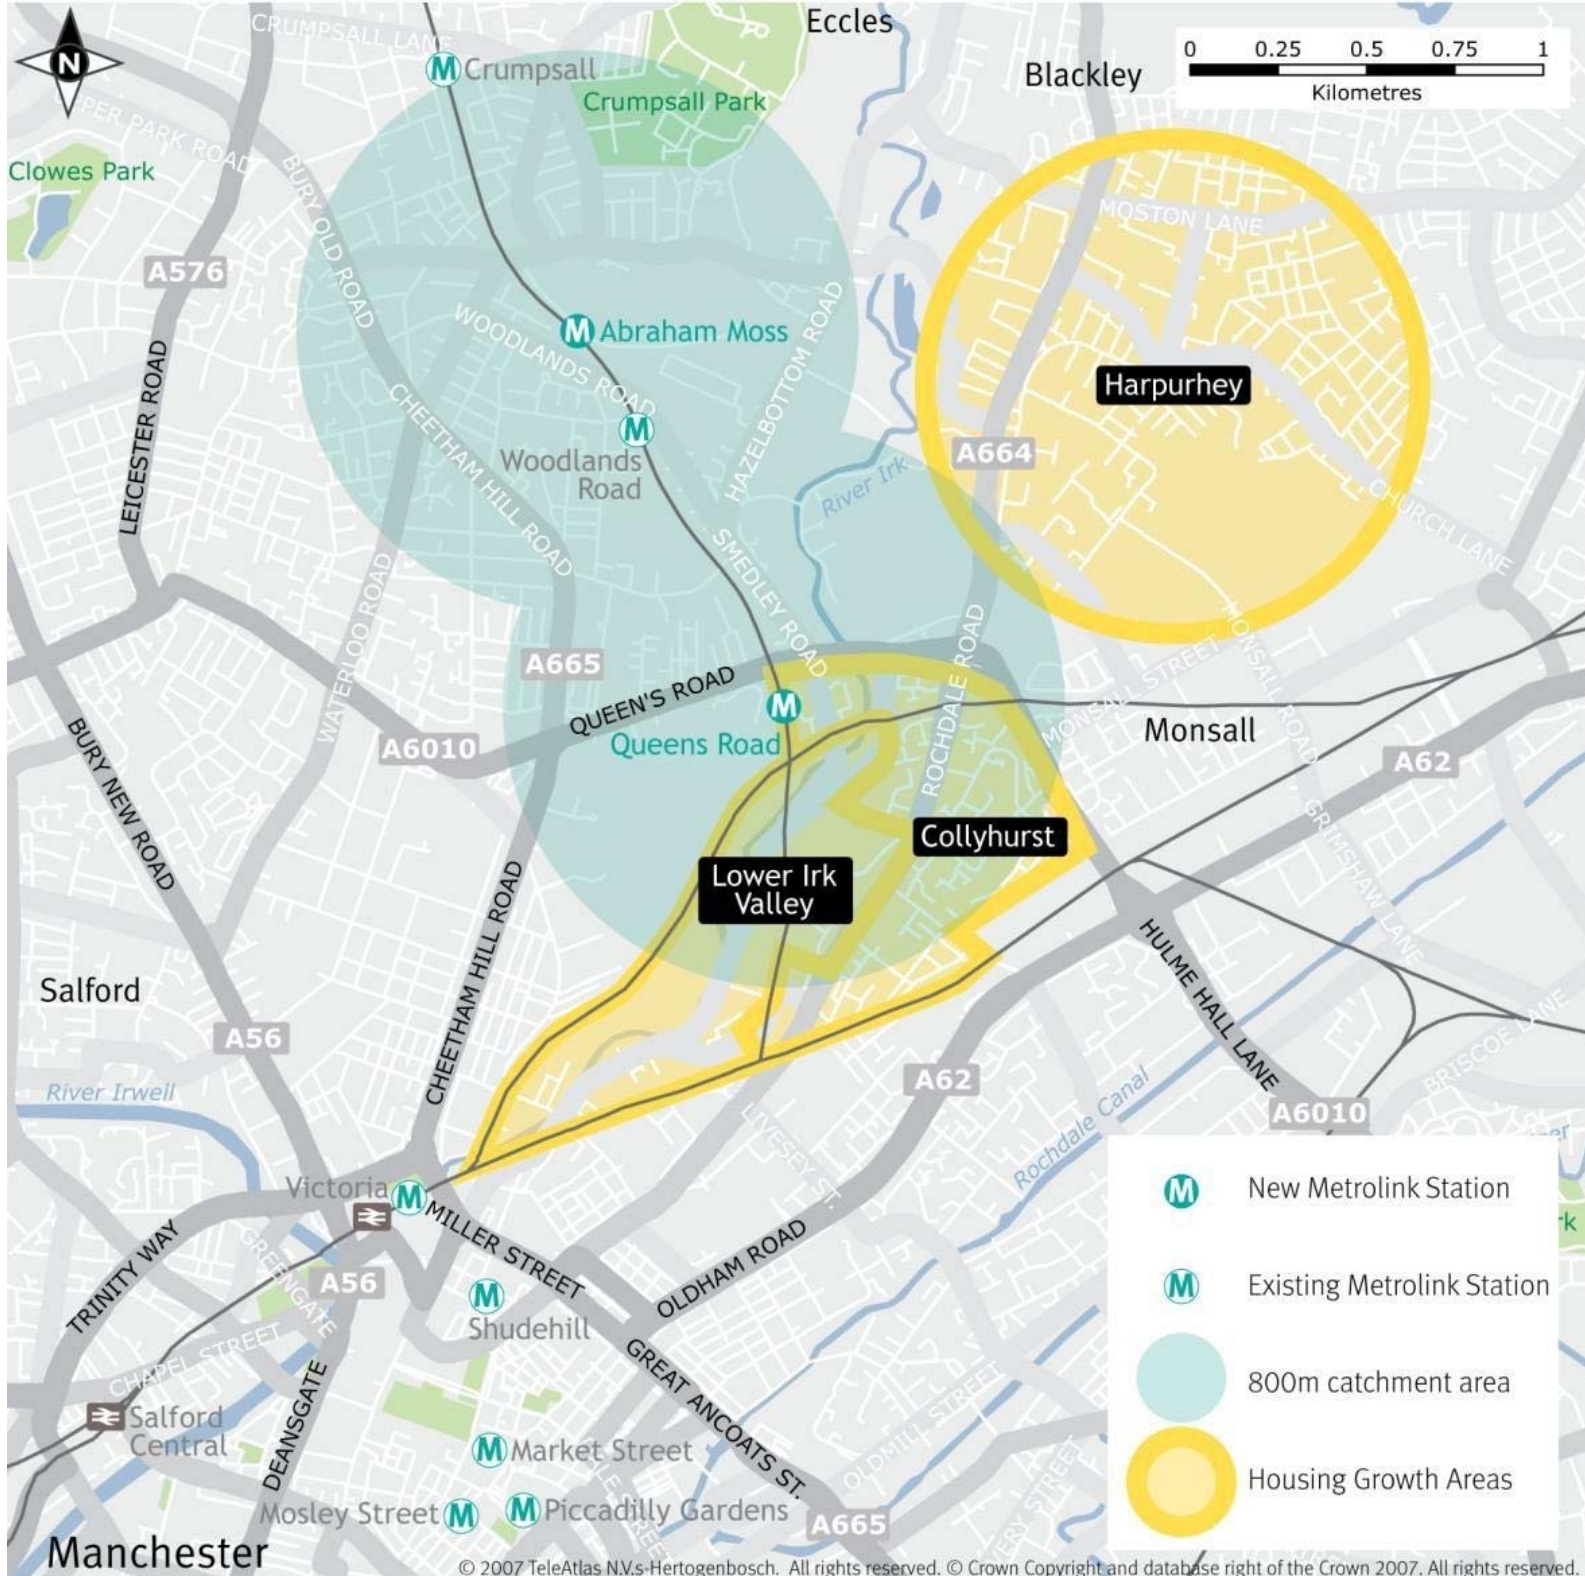 Eccles
CRUMPSALL LANE
N
M Crumpsall
Crumpsall Park
Blackley
0 0.25 0.5 0.75 1
Kilometres
UPPER PARK ROAD
Clowes Park
BURY OLD ROAD
MOSTON LANE
A576
WOODLANDS ROAD
M Abraham Moss
HAZELBOTTOM ROAD
LEICESTER ROAD
CHEETHAM HILL ROAD
Harpurhey
M
Woodlands
Road
A664
River Irk
CHURCH LANE
SMEDLEY ROAD
WATERLOO ROAD
A665
QUEEN'S ROAD
ROCHDALE ROAD
MONSALL STREET
MONSALL ROAD
M
Queens Road
Monsall
A6010
A62
BURY NEW ROAD
Collyhurst
Lower Irk
Valley
GRIMSHAW LANE
CHEETHAM HILL ROAD
HULME HALL LANE
Salford
A56
A62
BRISCOE LANE
River Irwell
A6010
LIVESEY ST.
Rochdale Canal
Victoria M
MILLER STREET
TRINITY WAY
GREENGATE
A56
OLDHAM ROAD
M
Shudehill
CHAPEL STREET
GREAT ANCOATS ST.
Salford
Central
DEANSGATE
OLDMILL STREET
M Market Street
Mosley Street M
M Piccadilly Gardens
A665
Manchester
M New Metrolink Station
M Existing Metrolink Station
800m catchment area
Housing Growth Areas
© 2007 TeleAtlas N.V.s-Hertogenbosch. All rights reserved. © Crown Copyright and database right of the Crown 2007. All rights reserved.